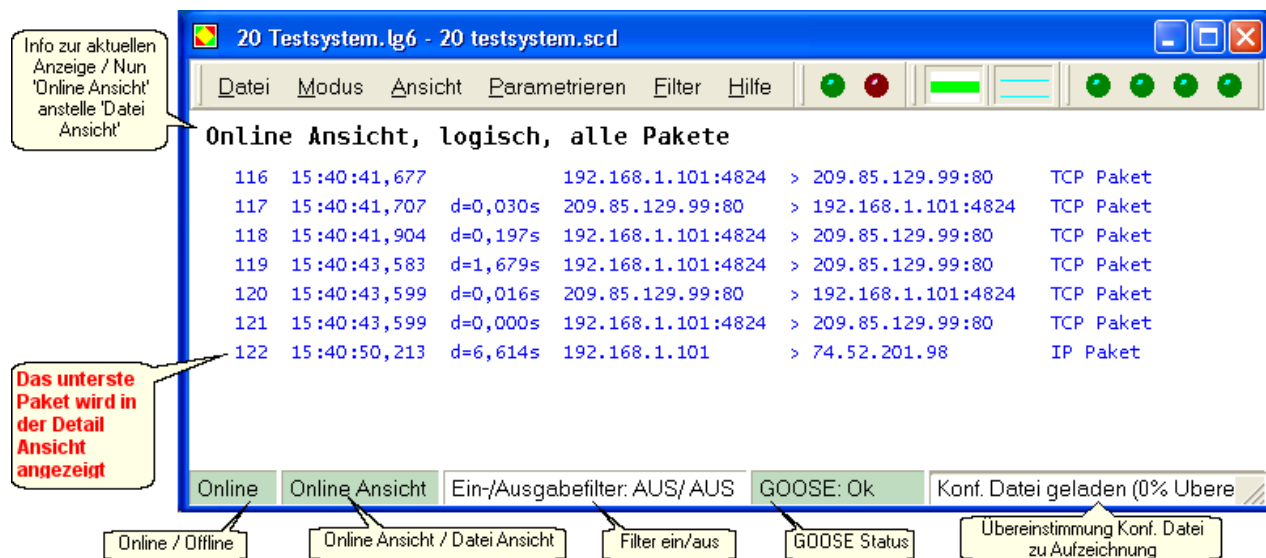 Info zur aktuellen
Anzeige / Nun
'Online Ansicht'
anstelle 'Datei
Ansicht'
20 Testsystem.lg6 - 20 testsystem.scd
Datei Modus Ansicht Parametrieren Filter Hilfe
Online Ansicht, logisch, alle Pakete
116 15:40:41,677 192.168.1.101:4824 > 209.85.129.99:80 TCP Paket
117 15:40:41,707 d=0,030s 209.85.129.99:80 > 192.168.1.101:4824 TCP Paket
118 15:40:41,904 d=0,197s 192.168.1.101:4824 > 209.85.129.99:80 TCP Paket
119 15:40:43,583 d=1,679s 192.168.1.101:4824 > 209.85.129.99:80 TCP Paket
120 15:40:43,599 d=0,016s 209.85.129.99:80 > 192.168.1.101:4824 TCP Paket
121 15:40:43,599 d=0,000s 192.168.1.101:4824 > 209.85.129.99:80 TCP Paket
122 15:40:50,213 d=6,614s 192.168.1.101 > 74.52.201.98 IP Paket
Das unterste
Paket wird in
der Detail
Ansicht
angezeigt
Online Online Ansicht Ein-/Ausgabefilter: AUS/ AUS GOOSE: Ok Konf. Datei geladen (0% Übere
Online / Offline
Online Ansicht / Datei Ansicht
Filter ein/aus
GOOSE Status
Übereinstimmung Konf. Datei
zu Aufzeichnung